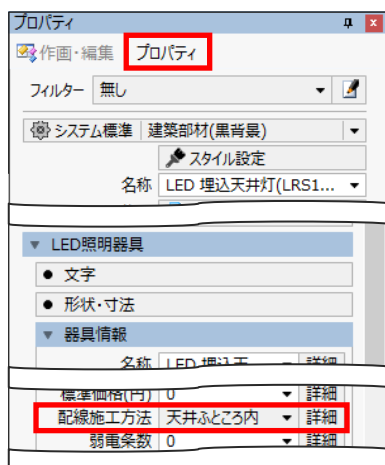 プロパティ
作画・編集 プロパティ
フィルター 無し
システム標準 建築部材(黒背景)
スタイル設定
名称 LED 埋込天井灯(LRS1...
LED照明器具
● 文字
● 形状・寸法
器具情報
名称 LED 埋込天 詳細
標準価格(円) 0 詳細
配線施工方法 天井ふところ内 詳細
弱電条数 0 詳細